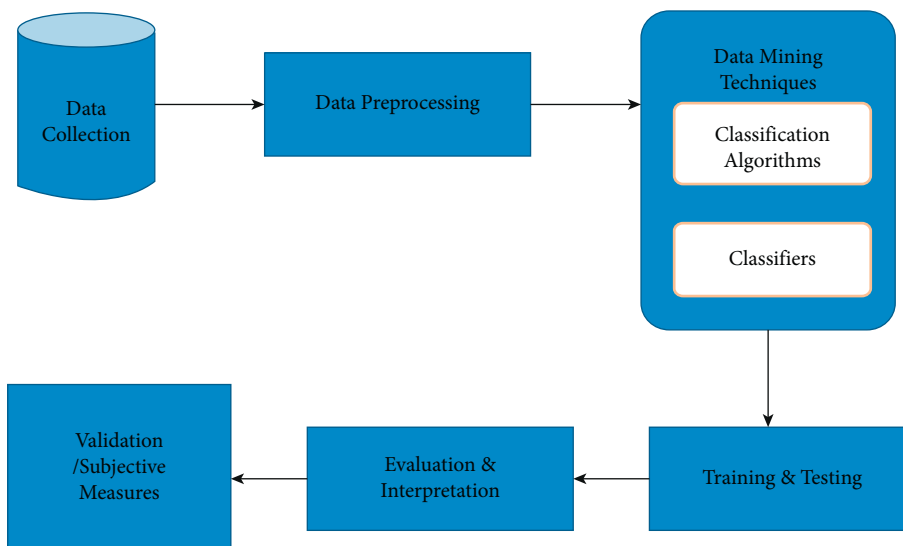 Data
Collection
Data Preprocessing
Data Mining
Techniques
Classification
Algorithms
Classifiers
Training & Testing
Evaluation &
Interpretation
Validation
/Subjective
Measures